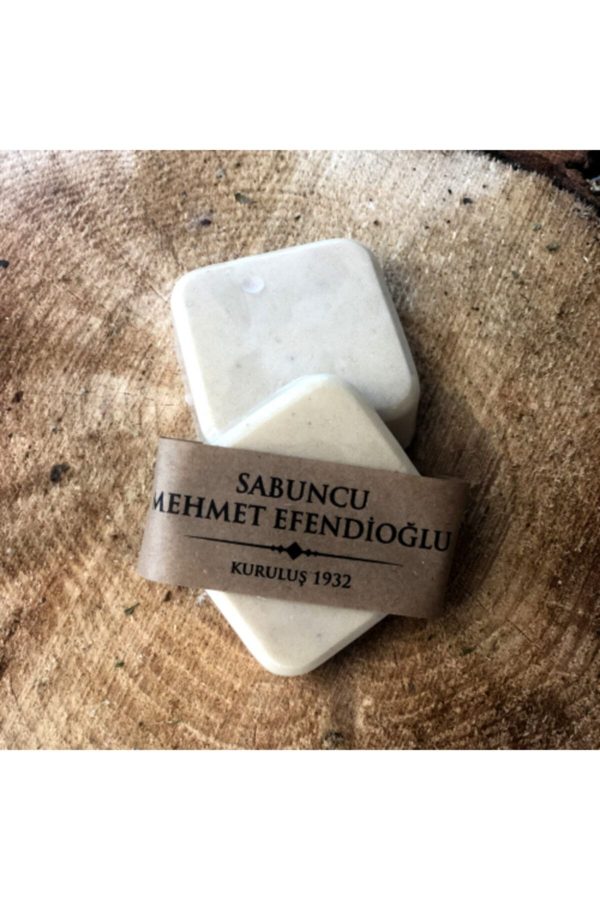 SABUNCU
MEHMET EFENDİOĞLU
KURULUŞ 1932